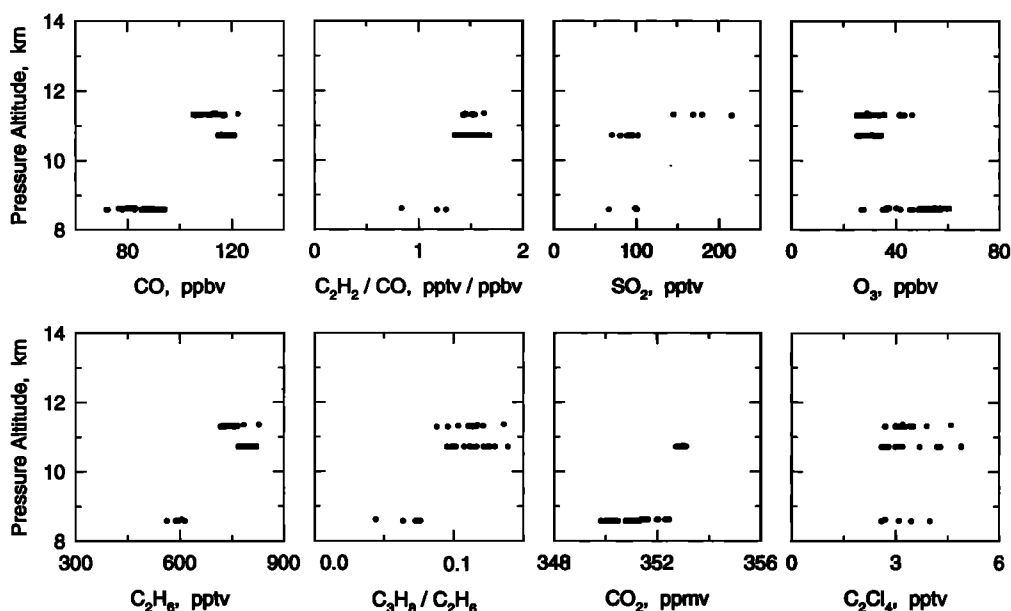 14
12
10
8
Pressure Altitude, km
80 120
CO, ppbv
0 1 2
C₂H₂ / CO, pptv / ppbv
0 100 200
SO₂, pptv
0 40 80
O₃, ppbv
14
12
10
8
Pressure Altitude, km
300 600 900
C₂H₆, pptv
0.0 0.1
C₃H₈ / C₂H₆
348 352 356
CO₂, ppmv
0 3 6
C₂Cl₄, pptv